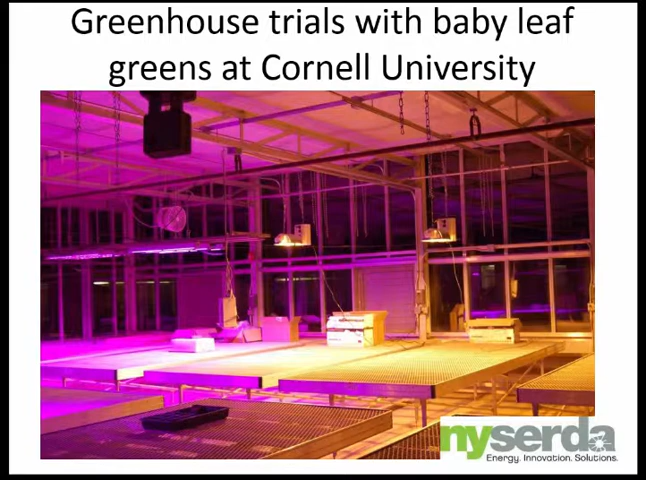 Greenhouse trials with baby leaf
greens at Cornell University
nyserda
Energy. Innovation. Solutions.